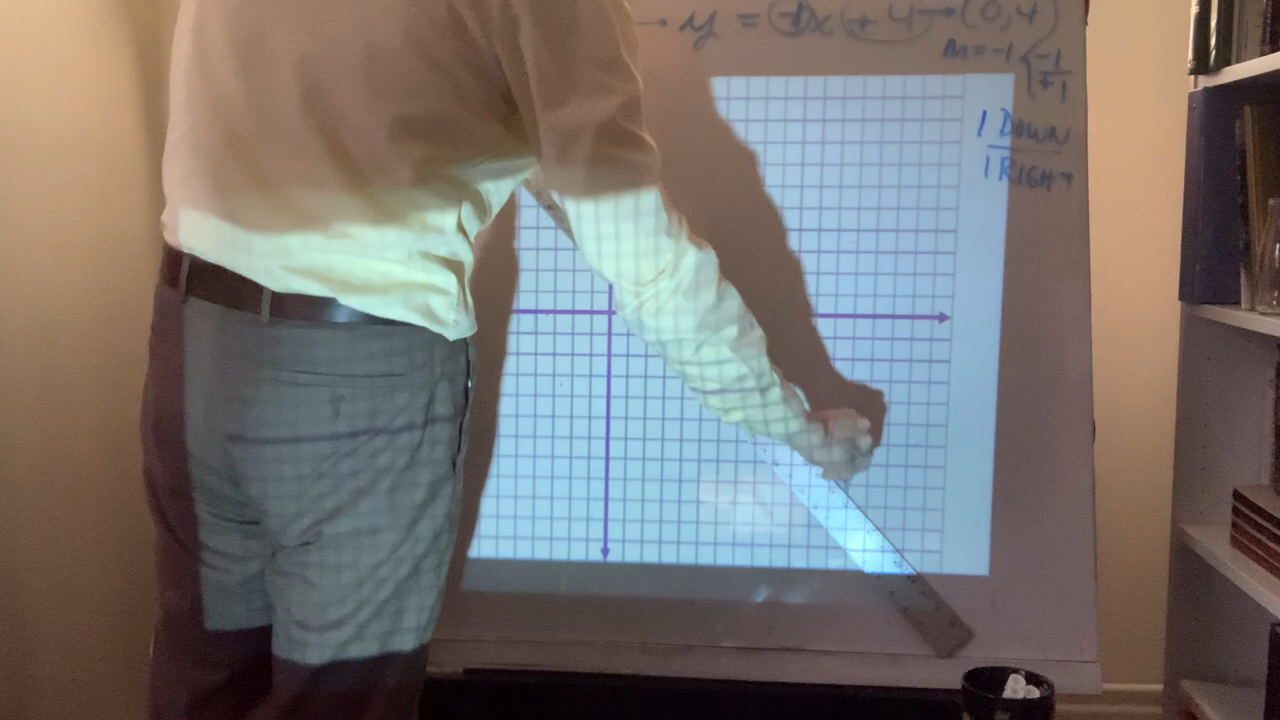 → y = -1x + 4 → (0,4)
m = -1 { -1
+1
1 DOWN
1 RIGHT